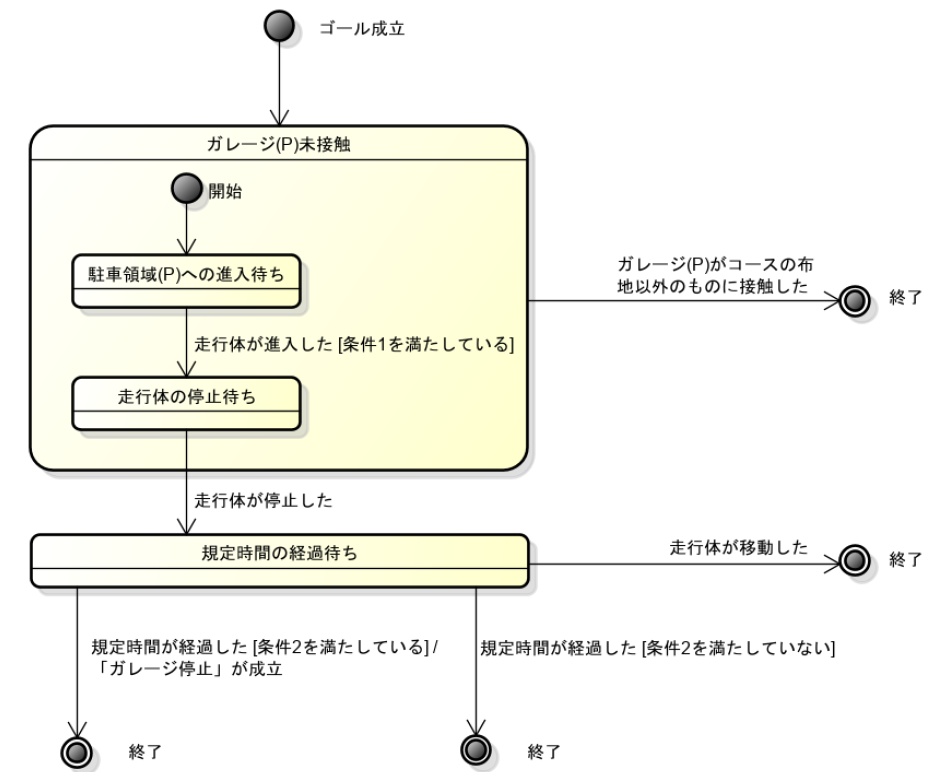 ゴール成立
ガレージ(P)未接触
開始
駐車領域(P)への進入待ち
ガレージ(P)がコースの布
地以外のものに接触した
終了
走行体が進入した [条件1を満たしている]
走行体の停止待ち
走行体が停止した
規定時間の経過待ち
走行体が移動した
終了
規定時間が経過した [条件2を満たしている] /
「ガレージ停止」が成立
規定時間が経過した [条件2を満たしていない]
終了
終了